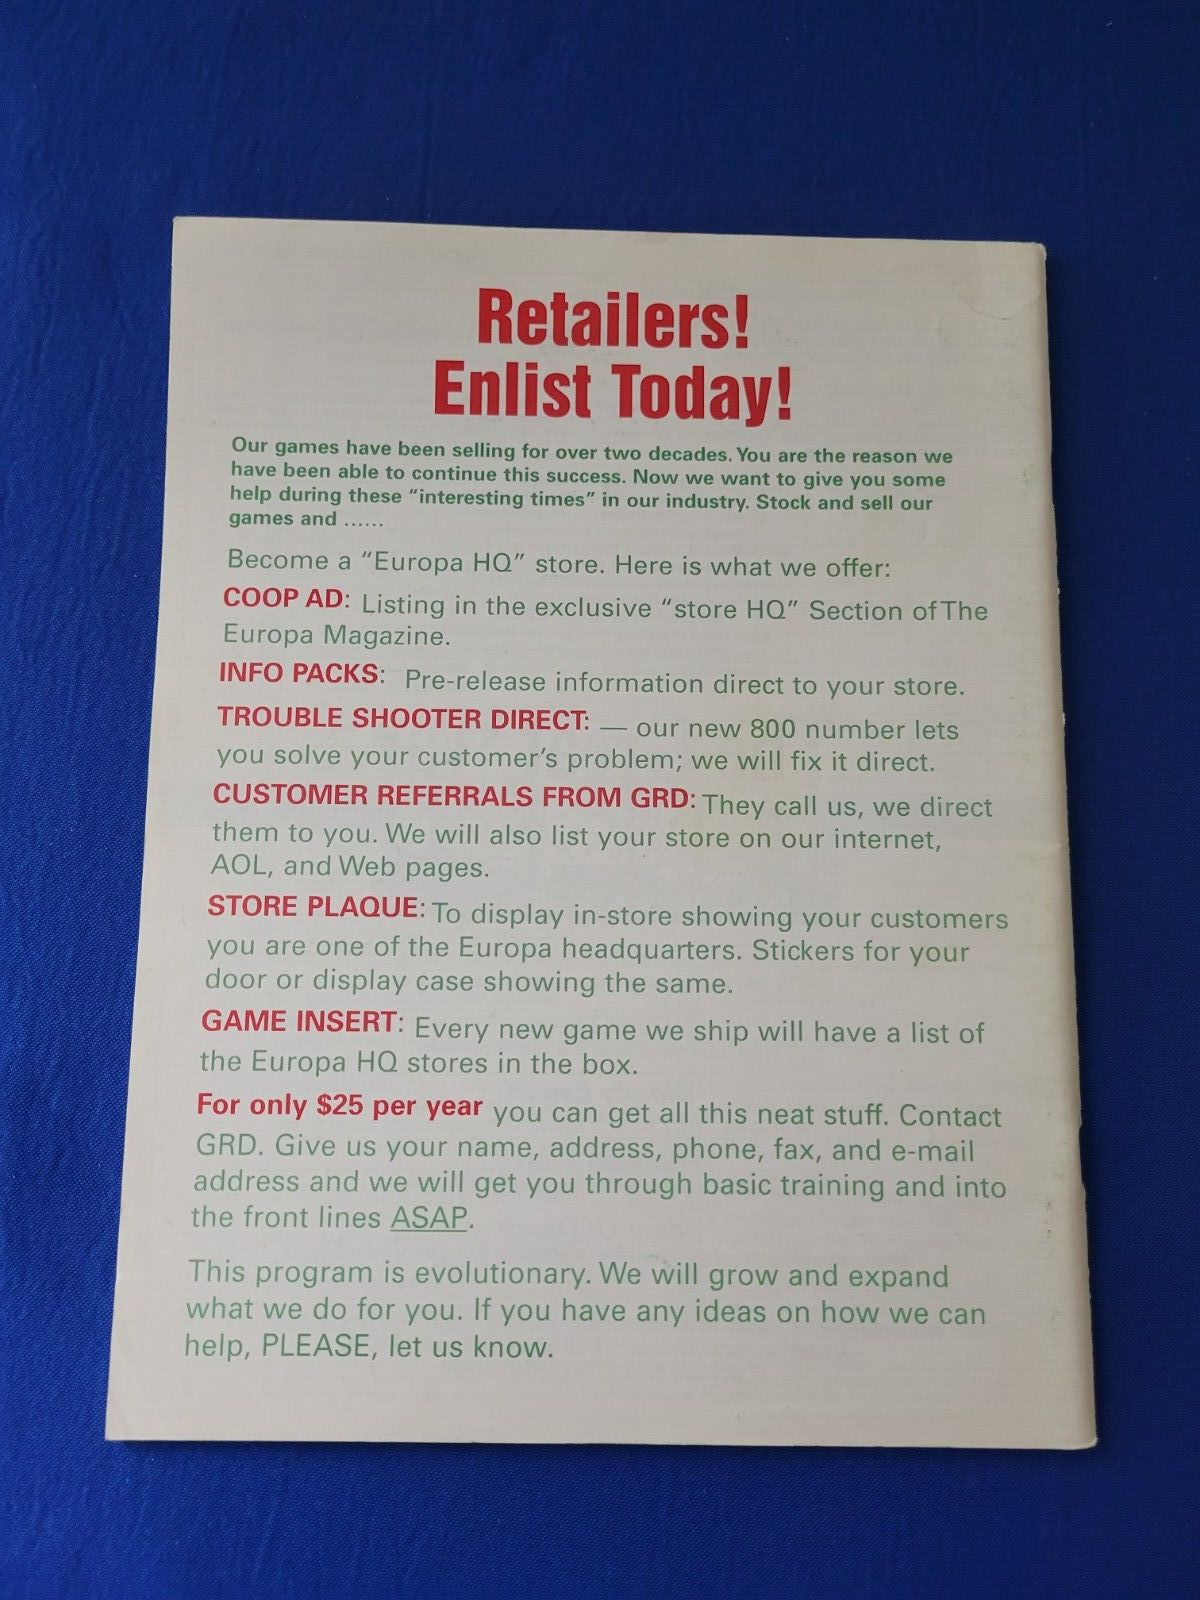 Retailers!
Enlist Today!
Our games have been selling for over two decades. You are the reason we
have been able to continue this success. Now we want to give you some
help during these “interesting times” in our industry. Stock and sell our
games and ......
Become a “Europa HQ” store. Here is what we offer:
COOP AD: Listing in the exclusive “store HQ” Section of The
Europa Magazine.
INFO PACKS: Pre-release information direct to your store.
TROUBLE SHOOTER DIRECT: — our new 800 number lets
you solve your customer’s problem; we will fix it direct.
CUSTOMER REFERRALS FROM GRD: They call us, we direct
them to you. We will also list your store on our internet,
AOL, and Web pages.
STORE PLAQUE: To display in-store showing your customers
you are one of the Europa headquarters. Stickers for your
door or display case showing the same.
GAME INSERT: Every new game we ship will have a list of
the Europa HQ stores in the box.
For only $25 per year you can get all this neat stuff. Contact
GRD. Give us your name, address, phone, fax, and e-mail
address and we will get you through basic training and into
the front lines ASAP.
This program is evolutionary. We will grow and expand
what we do for you. If you have any ideas on how we can
help, PLEASE, let us know.